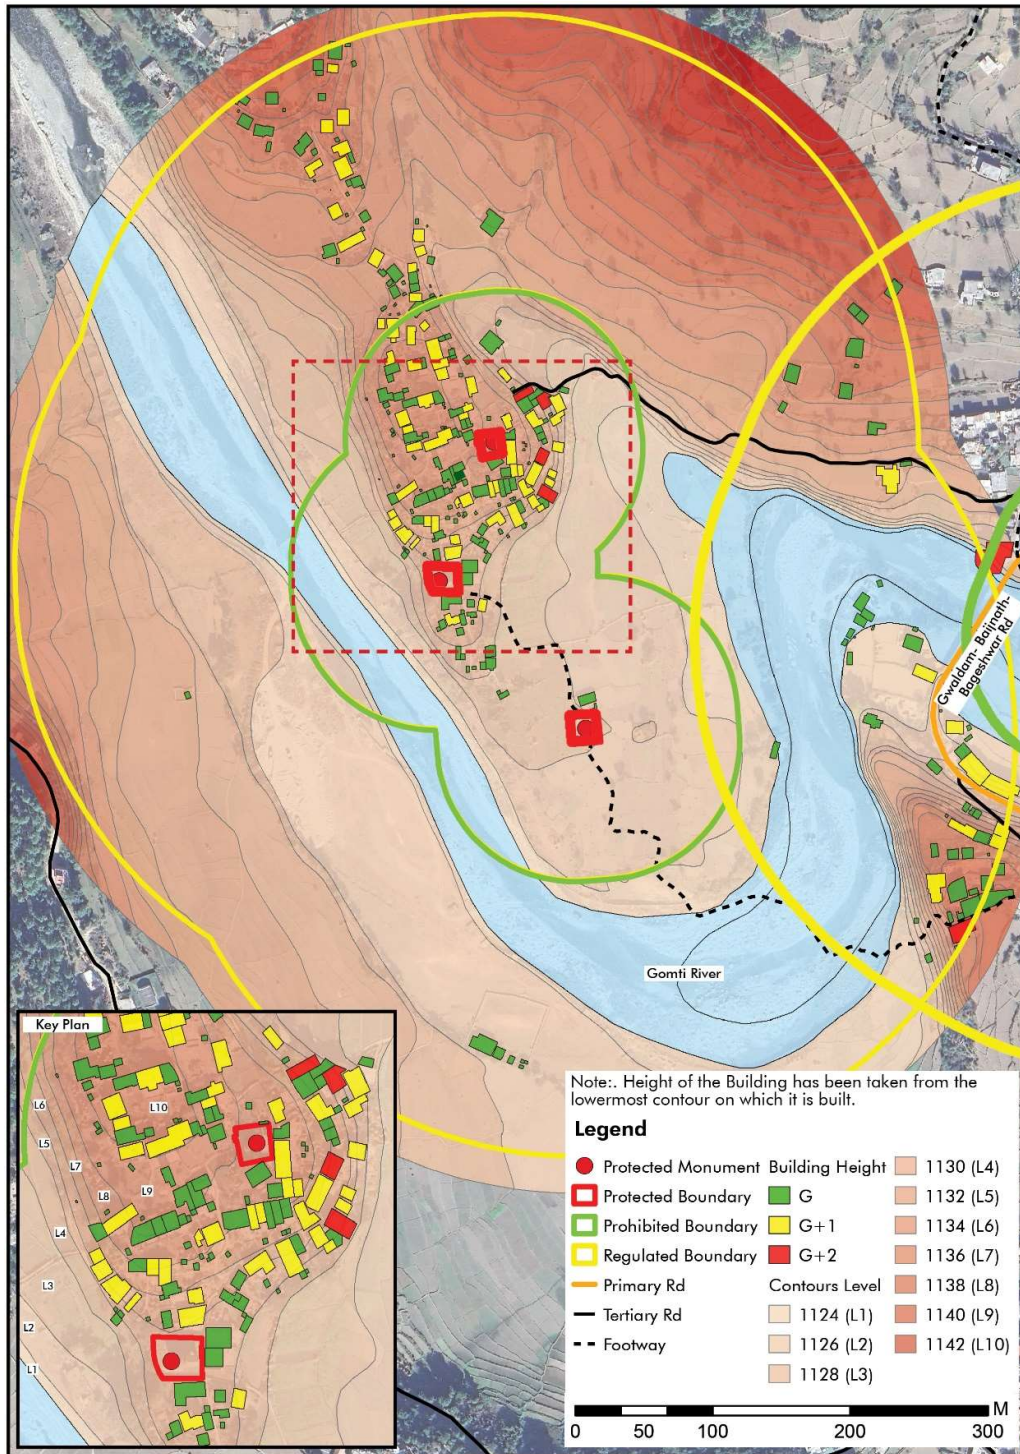 Gwaldam- Baijnath-
Bageshwar Rd
Gomti River
Key Plan
L6
L10
L5
L7
L8
L9
L4
L3
L2
L1
Note:. Height of the Building has been taken from the
lowermost contour on which it is built.
Legend
Protected Monument
Protected Boundary
Prohibited Boundary
Regulated Boundary
Primary Rd
Tertiary Rd
Footway
Building Height
G
G+1
G+2
Contours Level
1124 (L1)
1126 (L2)
1128 (L3)
1130 (L4)
1132 (L5)
1134 (L6)
1136 (L7)
1138 (L8)
1140 (L9)
1142 (L10)
M
0 50 100 200 300